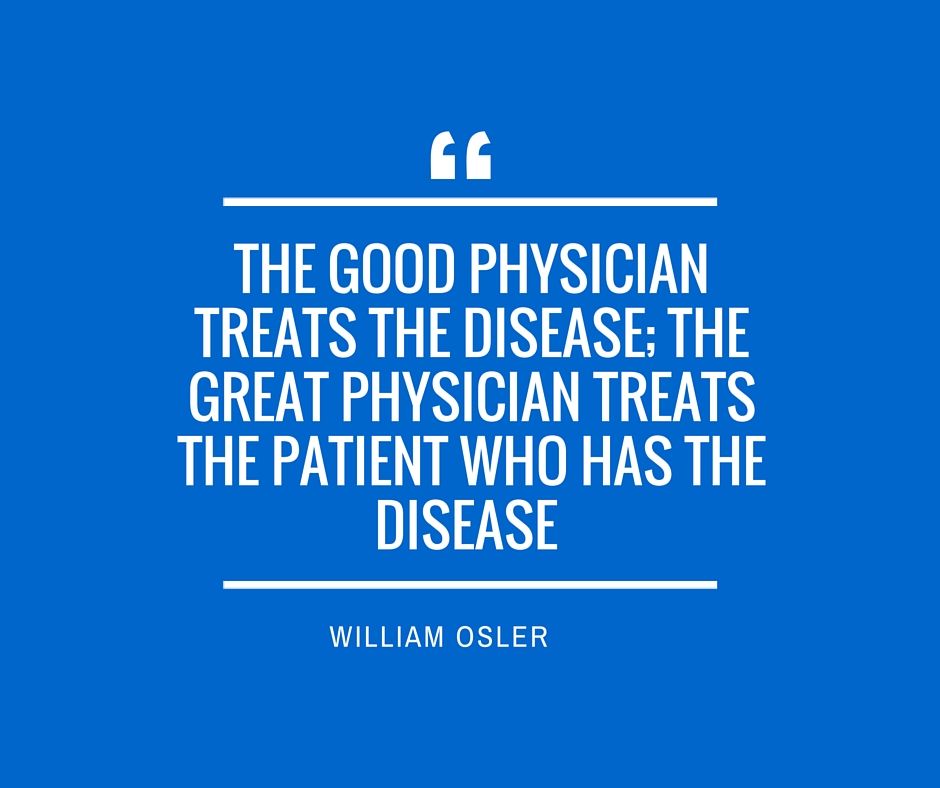 “
THE GOOD PHYSICIAN
TREATS THE DISEASE; THE
GREAT PHYSICIAN TREATS
THE PATIENT WHO HAS THE
DISEASE
WILLIAM OSLER